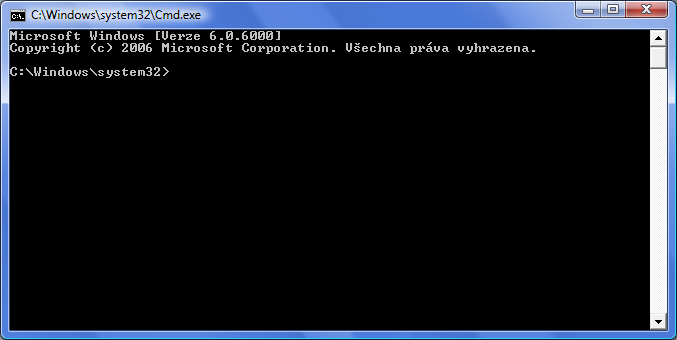 C:\Windows\system32\Cmd.exe
Microsoft Windows [Verze 6.0.6000]
Copyright (c) 2006 Microsoft Corporation. Všechna práva vyhrazena.
C:\Windows\system32>